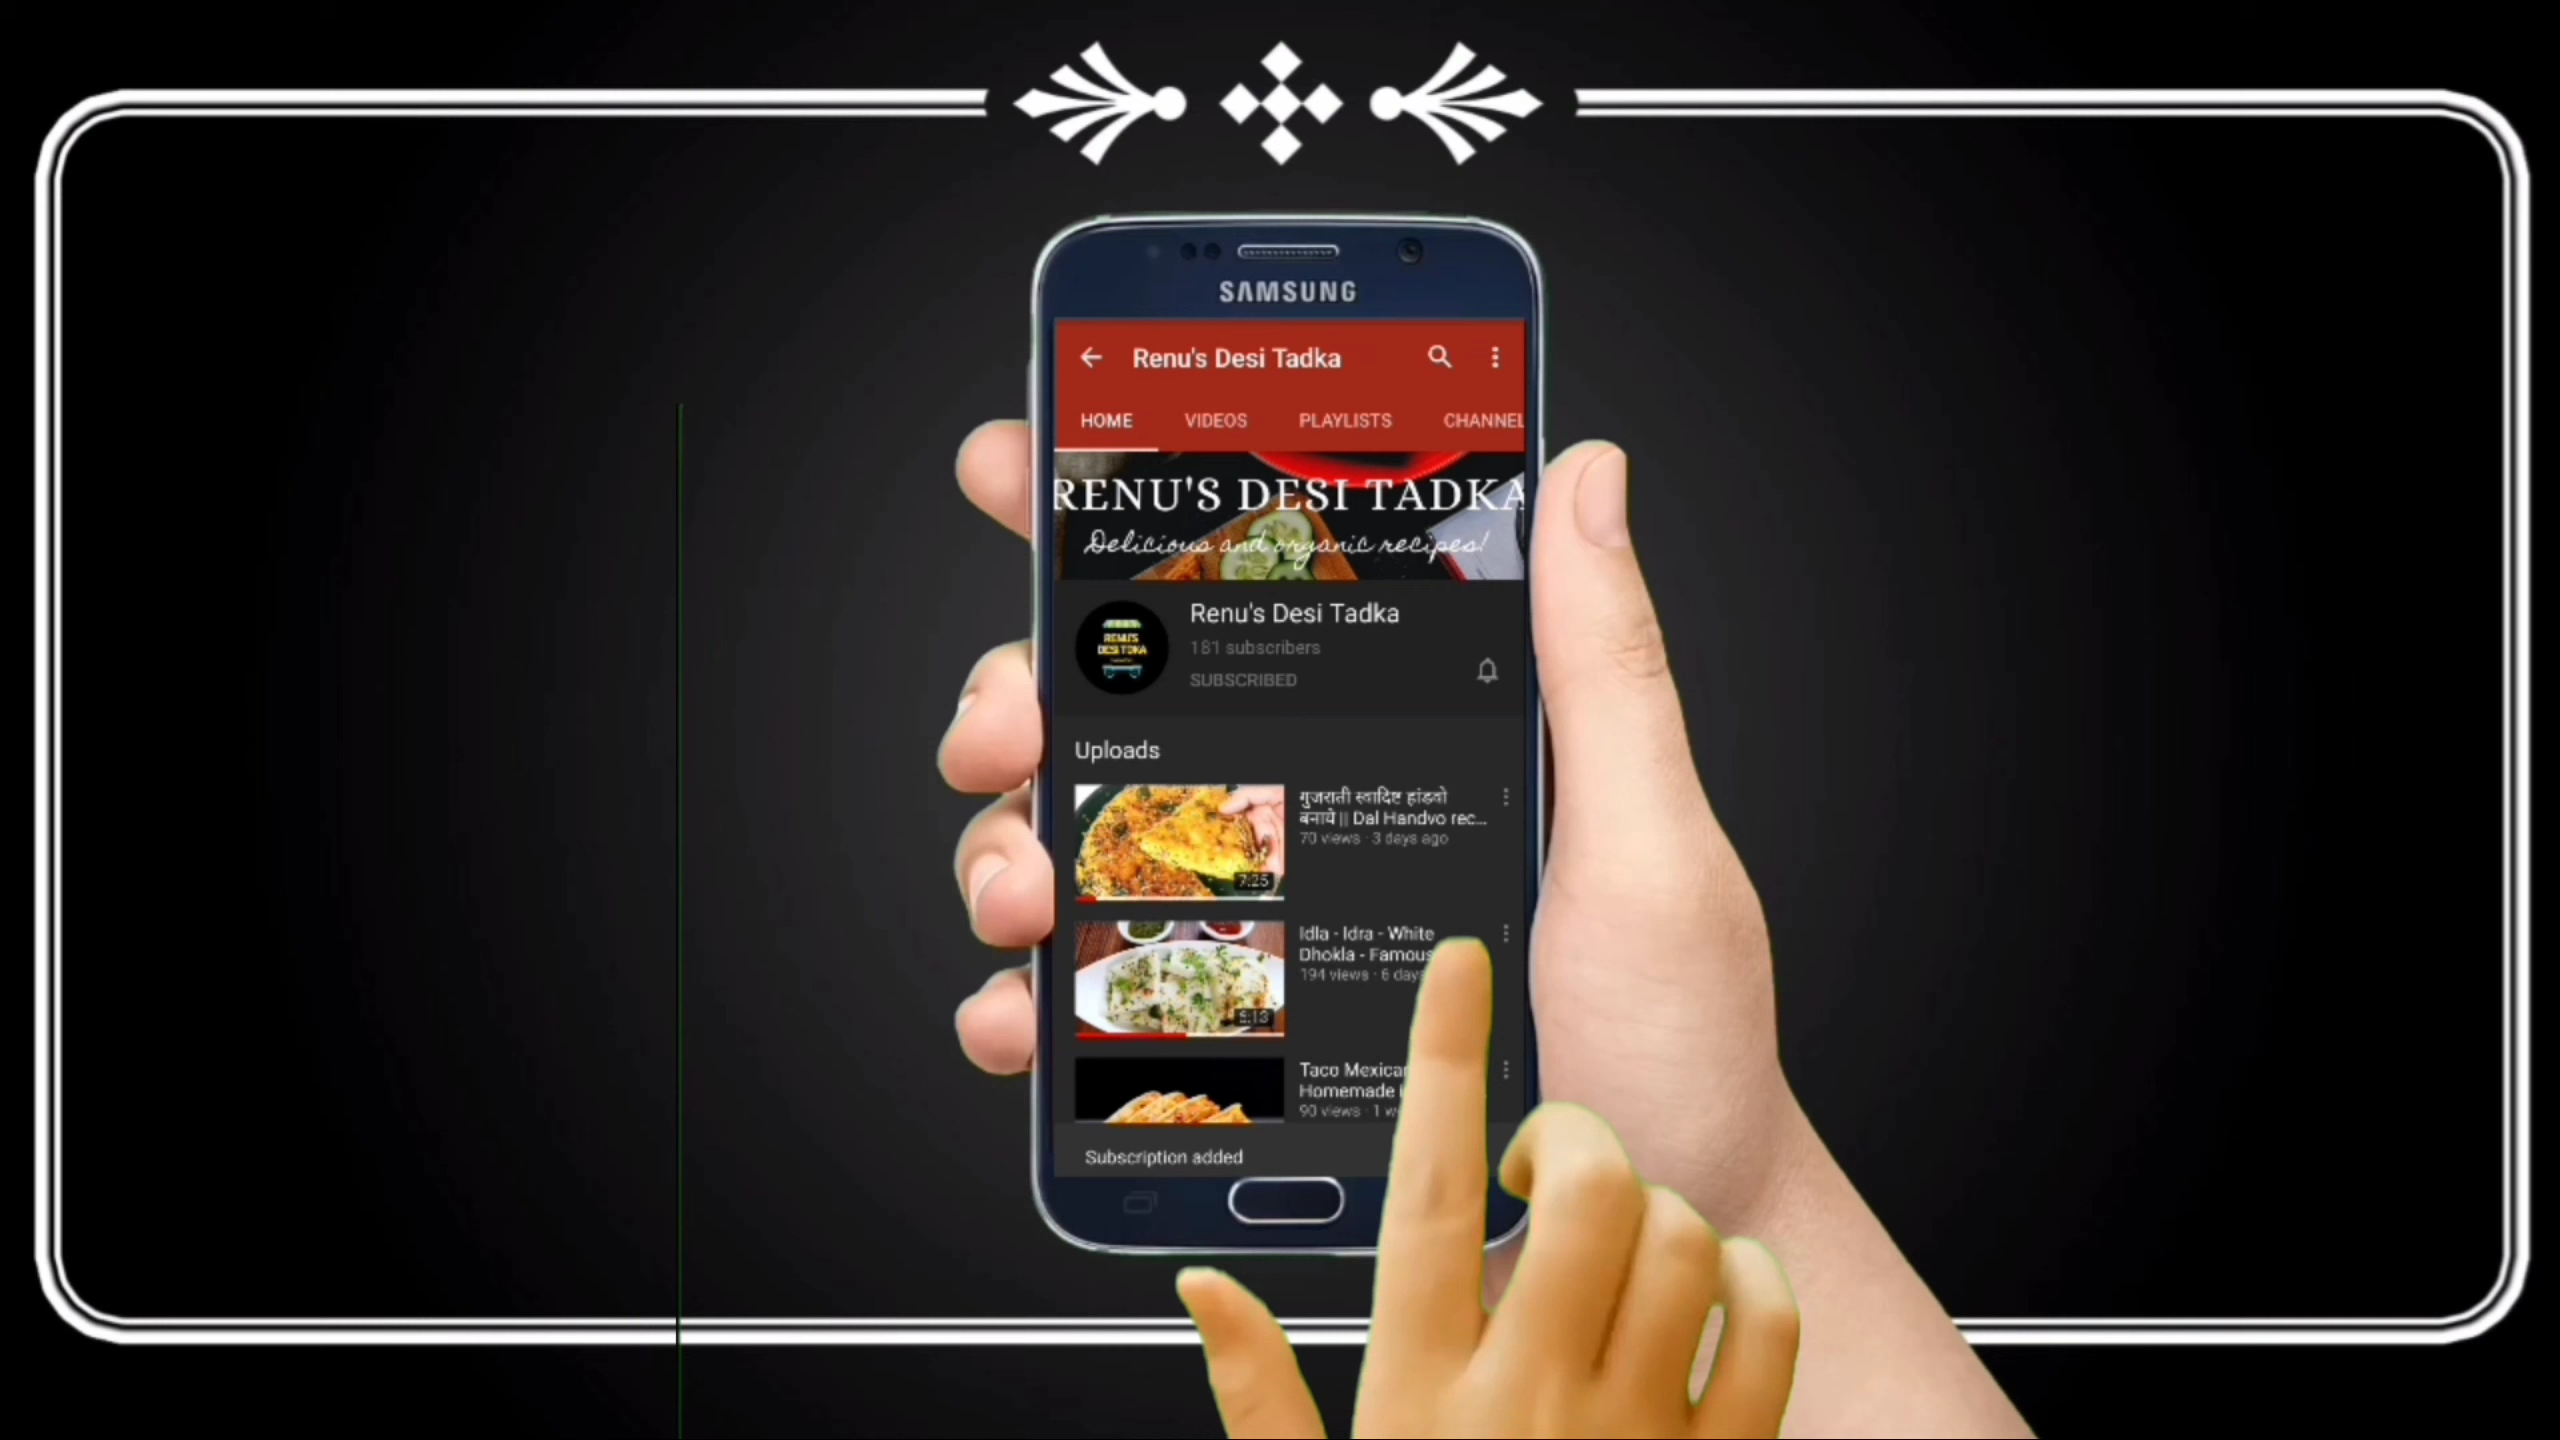 SAMSUNG
Renu's Desi Tadka
HOME VIDEOS PLAYLISTS CHANNEL
RENU'S DESI TADKA
Delicious and organic recipes!
Renu's Desi Tadka
RENU'S
181 subscribers
SUBSCRIBED
Uploads
गुजराती स्वादिष्ट हांडवो
बनाये || Dal Handvo rec...
70 views · 3 days ago
7:25
Idla - Idra - White
Dhokla - Famous
194 views · 6 days
Taco Mexican
Homemade
90 views · 1 w
Subscription added